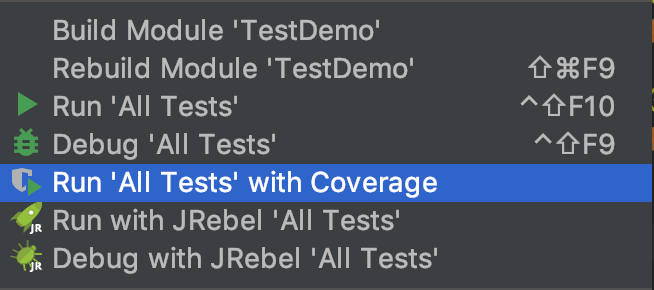 Build Module 'TestDemo'
Rebuild Module 'TestDemo' ⇧⌘F9
Run 'All Tests' ^⇧F10
Debug 'All Tests' ^⇧F9
Run 'All Tests' with Coverage
JR Run with JRebel 'All Tests'
JR Debug with JRebel 'All Tests'